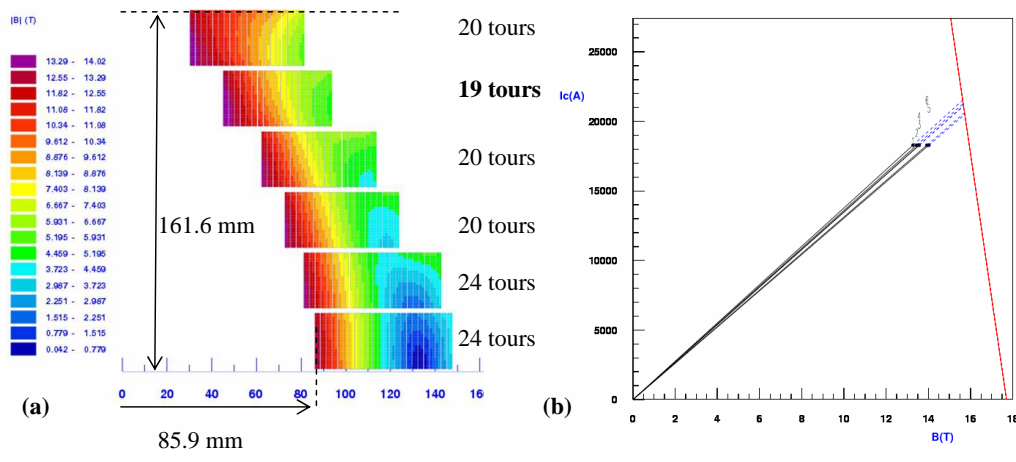 |B| (T)
13.29 - 14.02
12.55 - 13.29
11.82 - 12.55
11.08 - 11.82
10.34 - 11.08
9.612 - 10.34
8.876 - 9.612
8.139 - 8.876
7.403 - 8.139
6.667 - 7.403
5.931 - 6.667
5.195 - 5.931
4.459 - 5.195
3.723 - 4.459
2.987 - 3.723
2.251 - 2.987
1.515 - 2.251
0.779 - 1.515
0.042 - 0.779
20 tours
19 tours
20 tours
20 tours
24 tours
24 tours
161.6 mm
0 20 40 60 80 100 120 140 16
(a)
85.9 mm
25000
Ic(A)
20000
15000
10000
5000
0
0 2 4 6 8 10 12 14 16 18
B(T)
(b)